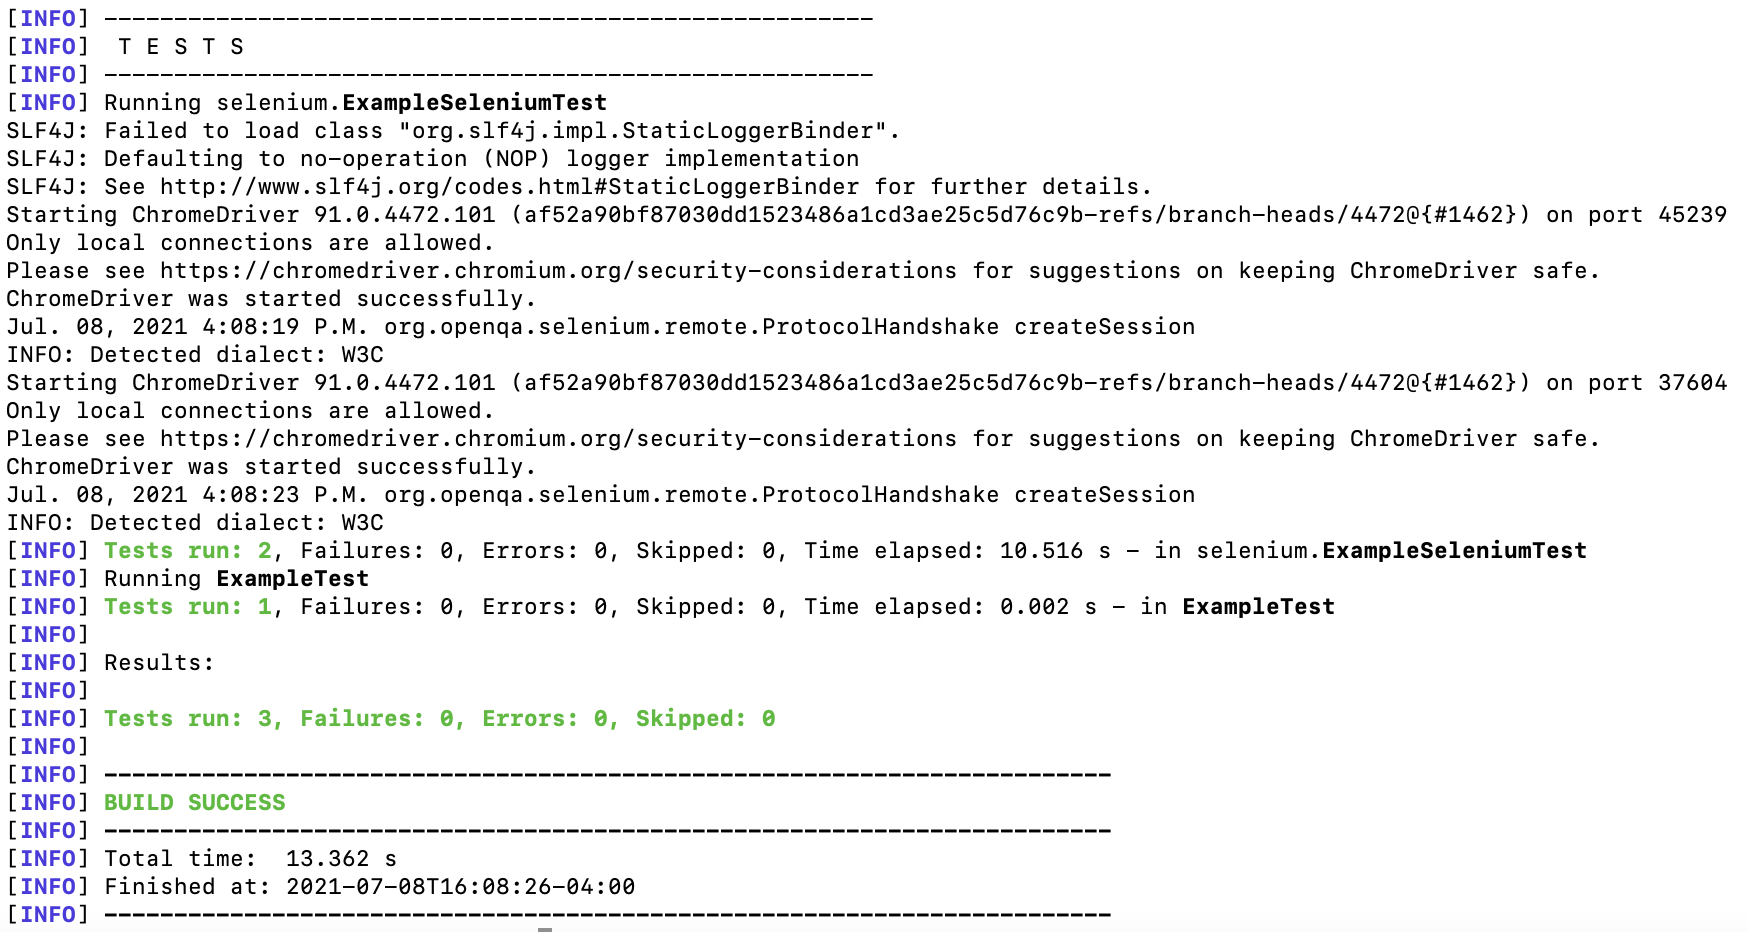 [INFO] -------------------------------------------------------
[INFO]  T E S T S
[INFO] -------------------------------------------------------
[INFO] Running selenium.ExampleSeleniumTest
SLF4J: Failed to load class "org.slf4j.impl.StaticLoggerBinder".
SLF4J: Defaulting to no-operation (NOP) logger implementation
SLF4J: See http://www.slf4j.org/codes.html#StaticLoggerBinder for further details.
Starting ChromeDriver 91.0.4472.101 (af52a90bf87030dd1523486a1cd3ae25c5d76c9b-refs/branch-heads/4472@{#1462}) on port 45239
Only local connections are allowed.
Please see https://chromedriver.chromium.org/security-considerations for suggestions on keeping ChromeDriver safe.
ChromeDriver was started successfully.
Jul. 08, 2021 4:08:19 P.M. org.openqa.selenium.remote.ProtocolHandshake createSession
INFO: Detected dialect: W3C
Starting ChromeDriver 91.0.4472.101 (af52a90bf87030dd1523486a1cd3ae25c5d76c9b-refs/branch-heads/4472@{#1462}) on port 37604
Only local connections are allowed.
Please see https://chromedriver.chromium.org/security-considerations for suggestions on keeping ChromeDriver safe.
ChromeDriver was started successfully.
Jul. 08, 2021 4:08:23 P.M. org.openqa.selenium.remote.ProtocolHandshake createSession
INFO: Detected dialect: W3C
[INFO] Tests run: 2, Failures: 0, Errors: 0, Skipped: 0, Time elapsed: 10.516 s - in selenium.ExampleSeleniumTest
[INFO] Running ExampleTest
[INFO] Tests run: 1, Failures: 0, Errors: 0, Skipped: 0, Time elapsed: 0.002 s - in ExampleTest
[INFO]
[INFO] Results:
[INFO]
[INFO] Tests run: 3, Failures: 0, Errors: 0, Skipped: 0
[INFO]
[INFO] ------------------------------------------------------------------------
[INFO] BUILD SUCCESS
[INFO] ------------------------------------------------------------------------
[INFO] Total time:  13.362 s
[INFO] Finished at: 2021-07-08T16:08:26-04:00
[INFO] ------------------------------------------------------------------------